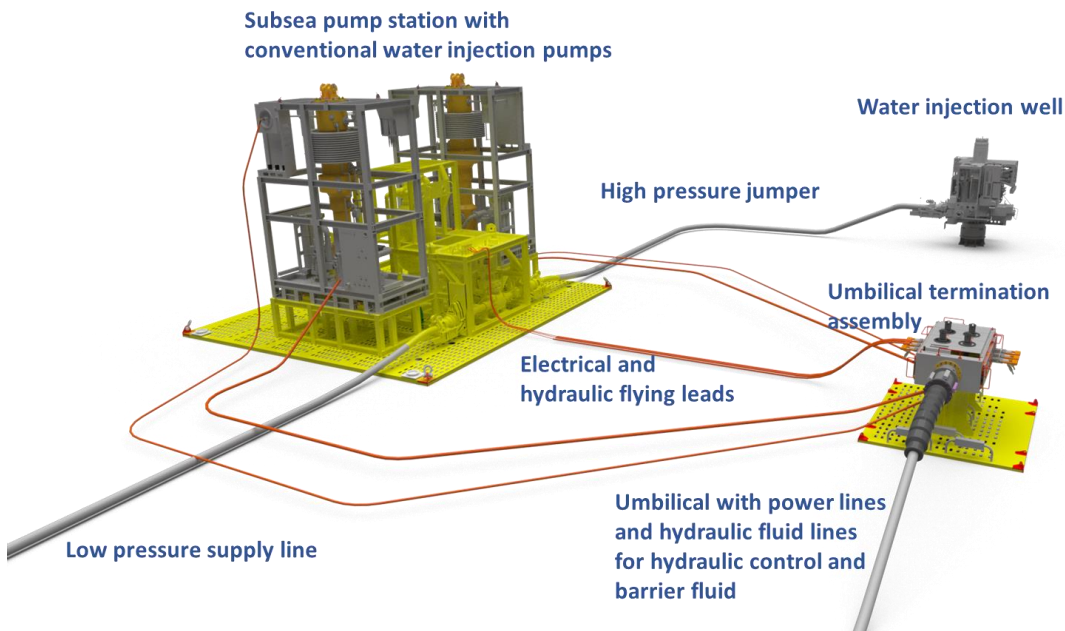 Subsea pump station with
conventional water injection pumps
Water injection well
High pressure jumper
Umbilical termination
assembly
Electrical and
hydraulic flying leads
Umbilical with power lines
and hydraulic fluid lines
for hydraulic control and
barrier fluid
Low pressure supply line